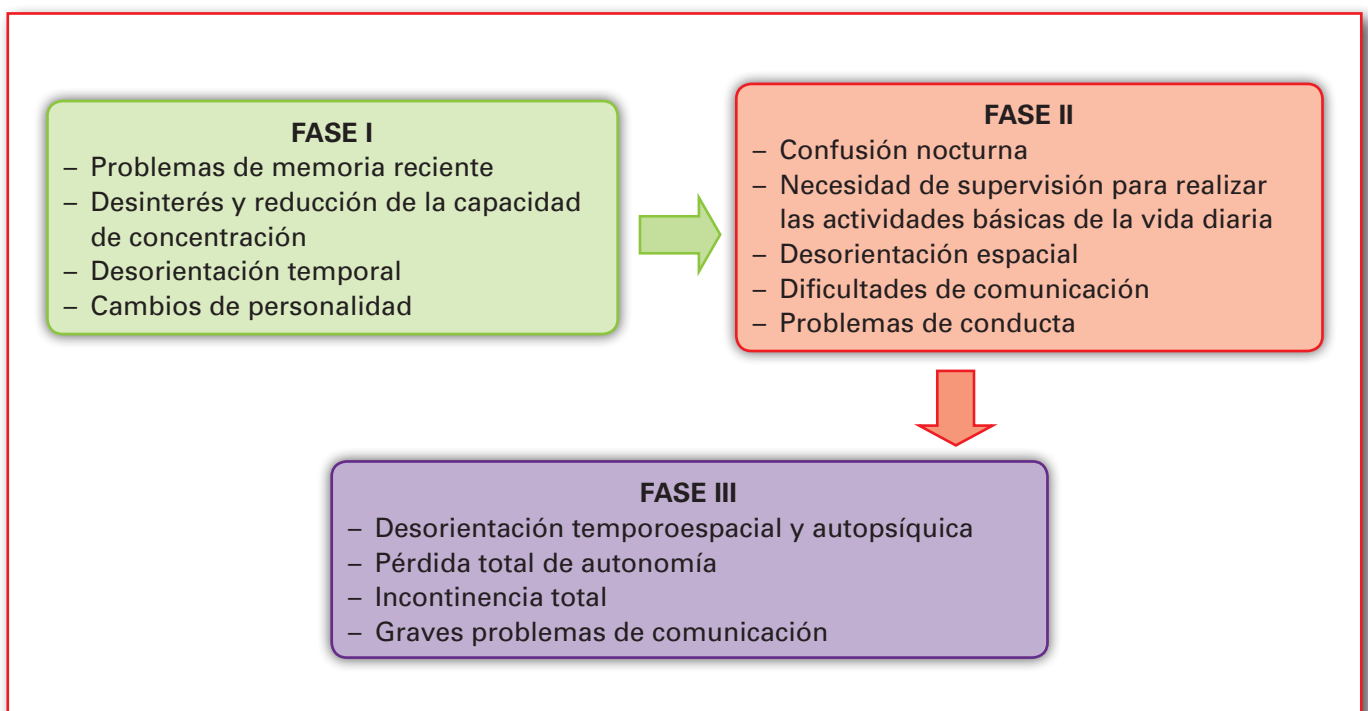 FASE I
– Problemas de memoria reciente
– Desinterés y reducción de la capacidad
de concentración
– Desorientación temporal
– Cambios de personalidad
FASE II
– Confusión nocturna
– Necesidad de supervisión para realizar
las actividades básicas de la vida diaria
– Desorientación espacial
– Dificultades de comunicación
– Problemas de conducta
FASE III
– Desorientación temporoespacial y autopsíquica
– Pérdida total de autonomía
– Incontinencia total
– Graves problemas de comunicación